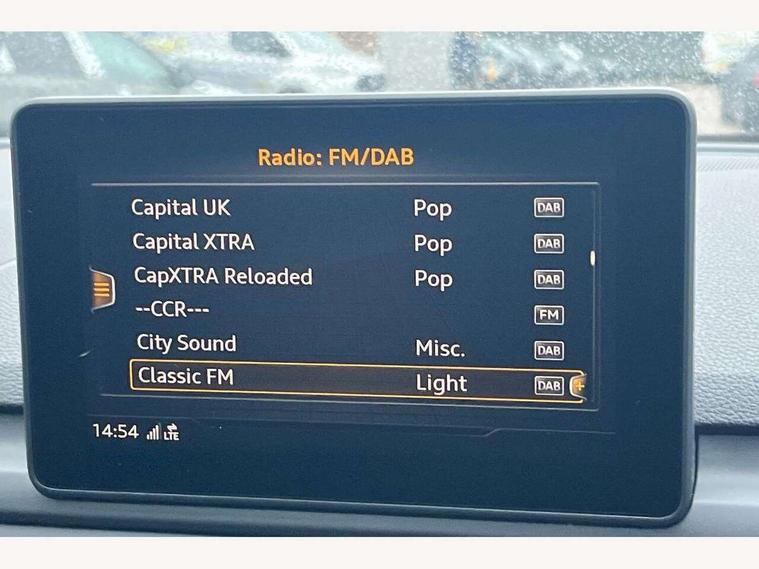 Radio: FM/DAB
Capital UK Pop DAB
Capital XTRA Pop DAB
CapXTRA Reloaded Pop DAB
--CCR--- FM
City Sound Misc. DAB
Classic FM Light DAB +
14:54 LTE